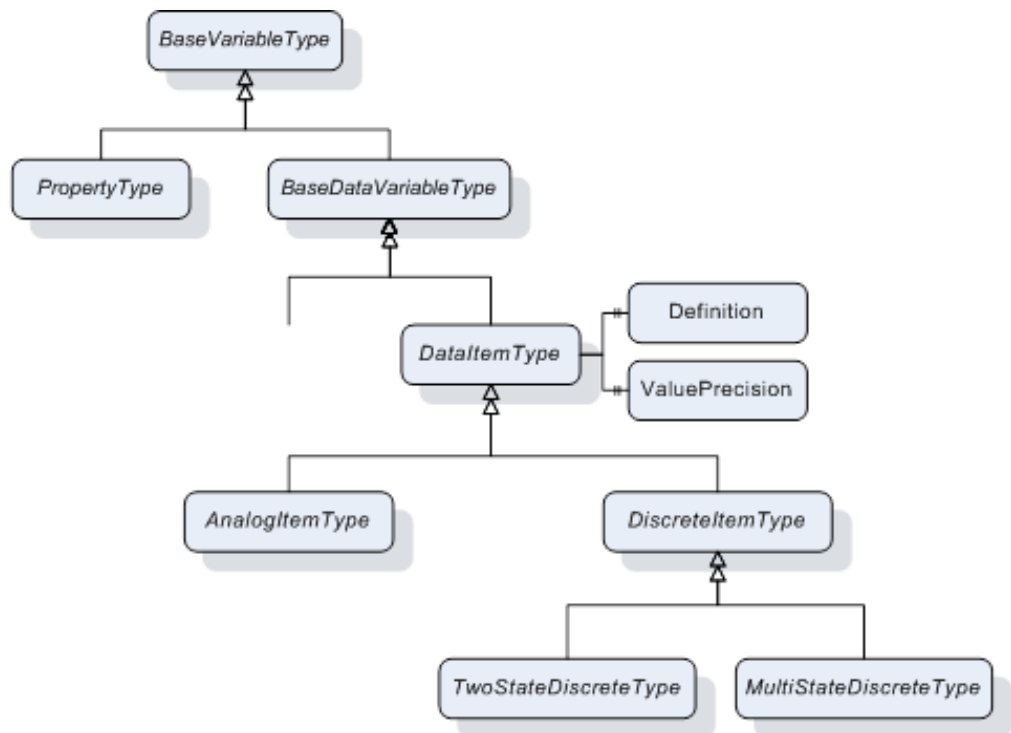 BaseVariableType
PropertyType
BaseDataVariableType
Definition
DataItemType
ValuePrecision
AnalogItemType
DiscreteItemType
TwoStateDiscreteType
MultiStateDiscreteType